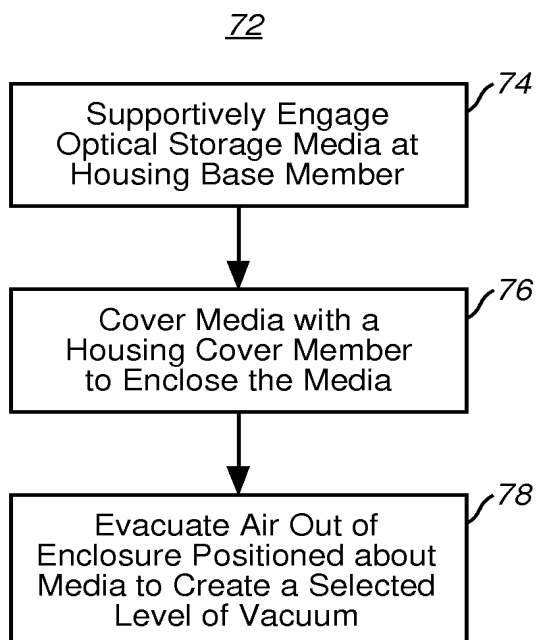 72
74
Supportively Engage
Optical Storage Media at
Housing Base Member
76
Cover Media with a
Housing Cover Member
to Enclose the Media
78
Evacuate Air Out of
Enclosure Positioned about
Media to Create a Selected
Level of Vacuum